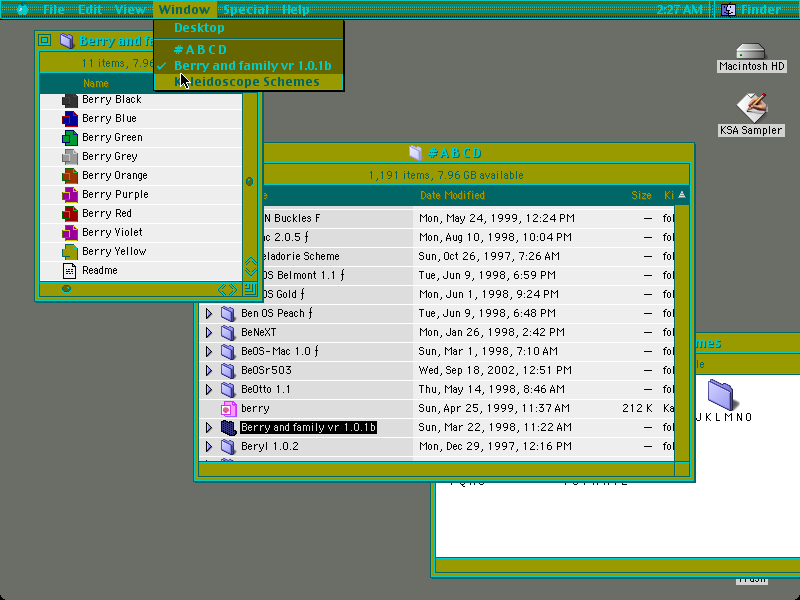 File Edit View Window Special Help 2:27 AM Finder
Desktop
#ABCD
✓ Berry and family vr 1.0.1b
Kaleidoscope Schemes
Berry and fa
11 items, 7.96
Name
Berry Black
Berry Blue
Berry Green
Berry Grey
Berry Orange
Berry Purple
Berry Red
Berry Violet
Berry Yellow
Readme
Macintosh HD
KSA Sampler
#ABCD
1,191 items, 7.96 GB available
e Date Modified Size Ki
N Buckles F Mon, May 24, 1999, 12:24 PM — fol
c 2.0.5 ƒ Mon, Aug 10, 1998, 10:04 PM — fol
eladorie Scheme Sun, Oct 26, 1997, 7:26 AM — fol
OS Belmont 1.1 ƒ Tue, Jun 9, 1998, 6:59 PM — fol
OS Gold ƒ Mon, Jun 1, 1998, 9:24 PM — fol
Ben OS Peach ƒ Tue, Jun 9, 1998, 6:48 PM — fol
BeNeXT Mon, Jan 26, 1998, 2:42 PM — fol
BeOS-Mac 1.0 ƒ Sun, Mar 1, 1998, 7:10 AM — fol
BeOSr503 Wed, Sep 18, 2002, 12:51 PM — fol
BeOtto 1.1 Thu, May 14, 1998, 8:46 AM — fol
berry Sun, Apr 25, 1999, 11:37 AM 212 K Ka
Berry and family vr 1.0.1b Sun, Mar 22, 1998, 11:22 AM — fol
Beryl 1.0.2 Mon, Dec 29, 1997, 12:16 PM — fol
mes
le
JKLMNO
Trash